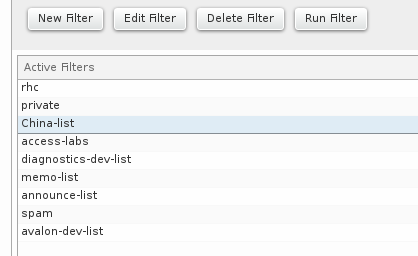 New Filter Edit Filter Delete Filter Run Filter
Active Filters
rhc
private
China-list
access-labs
diagnostics-dev-list
memo-list
announce-list
spam
avalon-dev-list